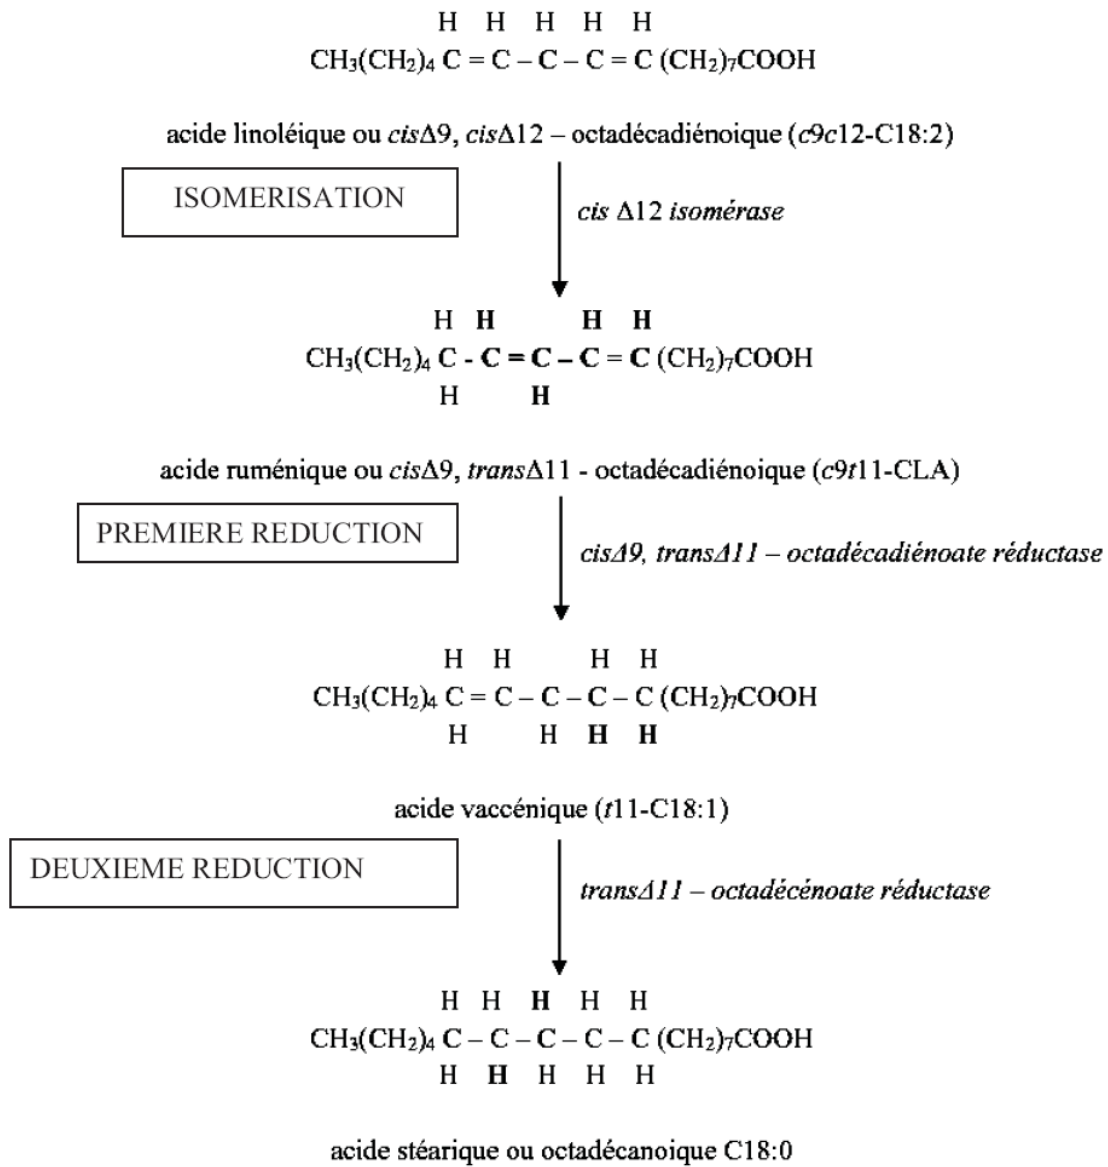 H H H H H
CH₃(CH₂)₄ C = C – C – C = C (CH₂)₇COOH
acide linoléique ou cisΔ9, cisΔ12 – octadécadiénoique (c9c12-C18:2)
ISOMERISATION
cis Δ12 isomérase
H H H H
CH₃(CH₂)₄ C - C = C – C = C (CH₂)₇COOH
H H
acide ruménique ou cisΔ9, transΔ11 - octadécadiénoique (c9t11-CLA)
PREMIERE REDUCTION
cisΔ9, transΔ11 – octadécadiénoate réductase
H H H H
CH₃(CH₂)₄ C = C – C – C – C (CH₂)₇COOH
H H H H
acide vaccénique (t11-C18:1)
DEUXIEME REDUCTION
transΔ11 – octadécénoate réductase
H H H H H
CH₃(CH₂)₄ C – C – C – C – C (CH₂)₇COOH
H H H H H
acide stéarique ou octadécanoique C18:0